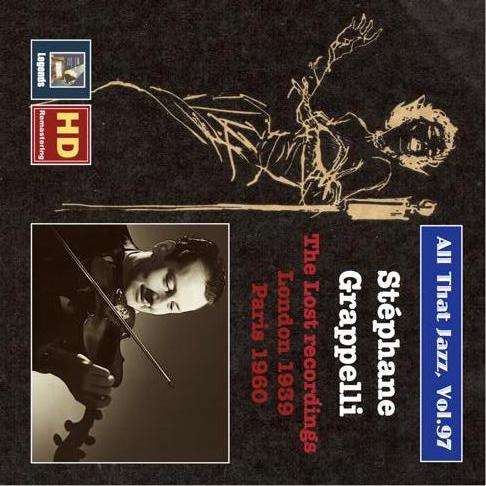 All That Jazz, Vol.97
Stéphane
Grappelli
The Lost recordings
London 1939
Paris 1960
Legends
HD
Remastering